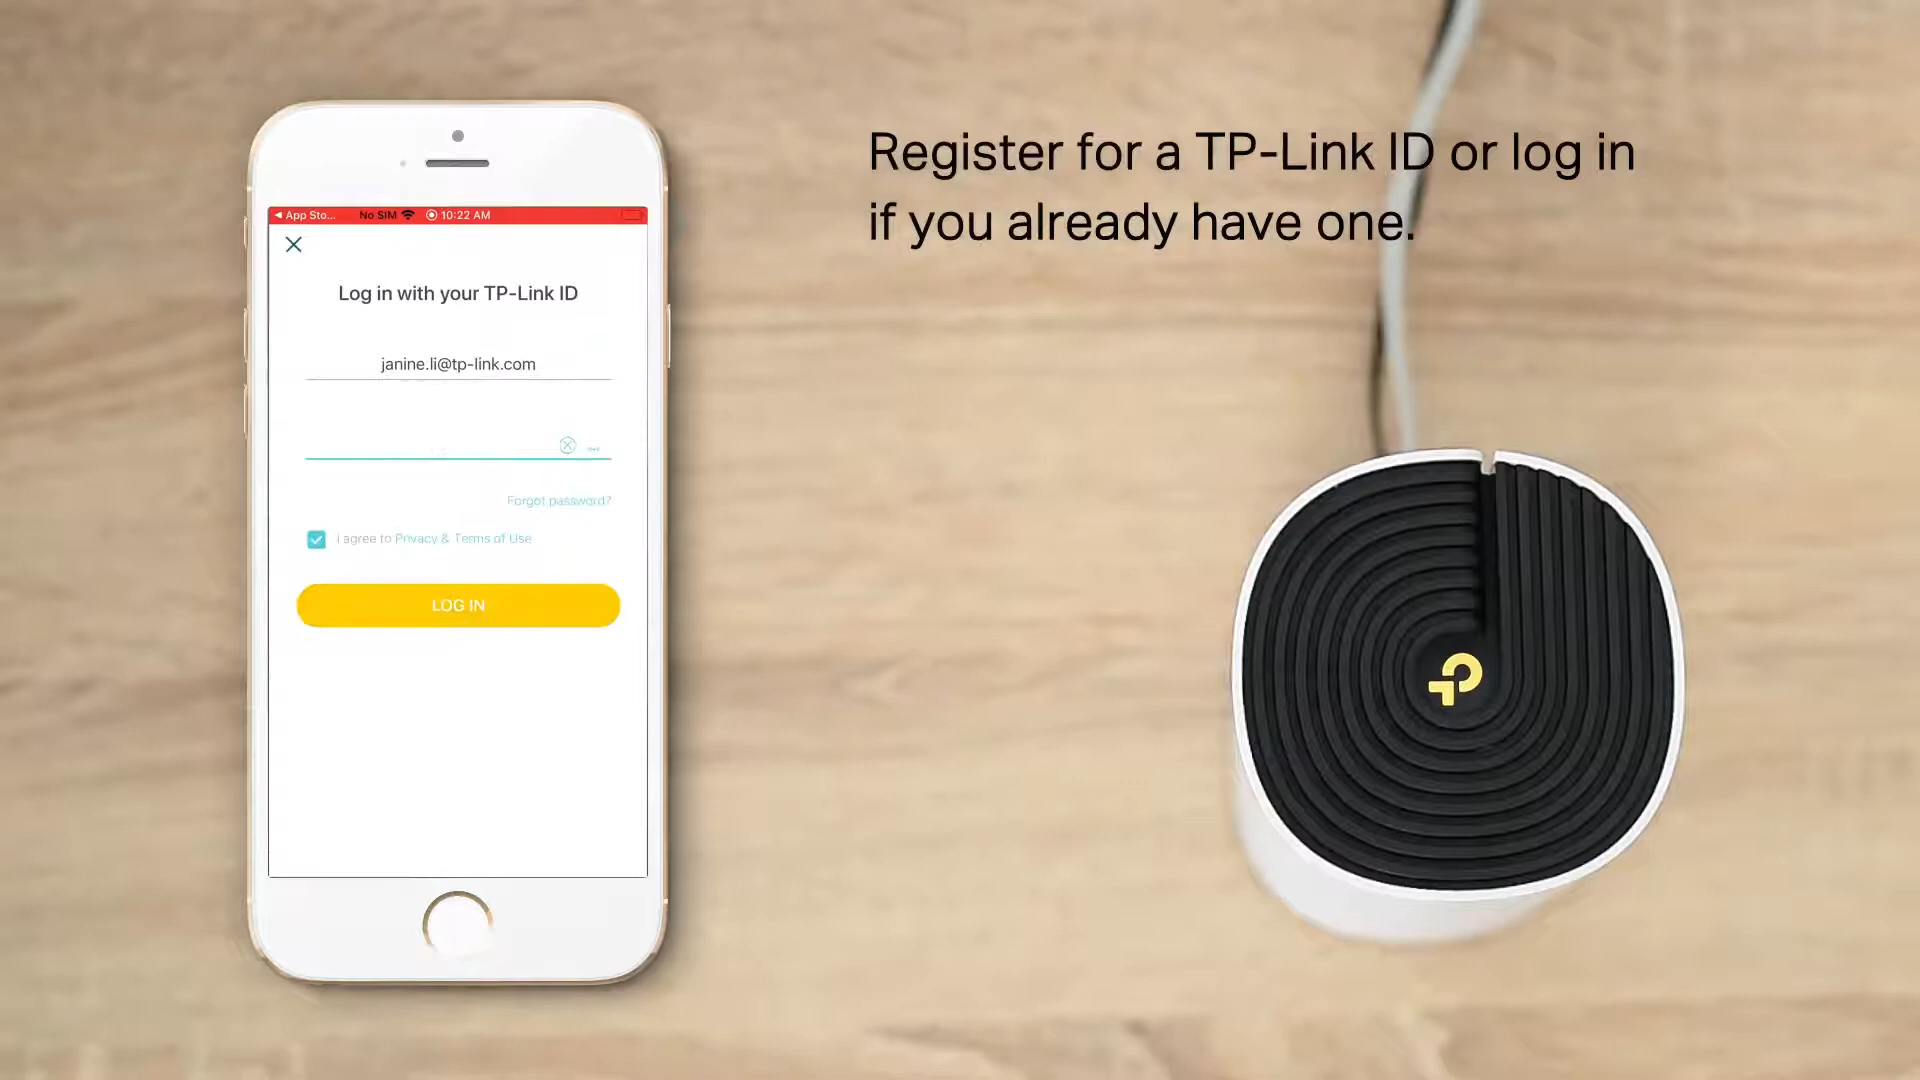 Register for a TP-Link ID or log in
if you already have one.
App Sto... No SIM 10:22 AM
Log in with your TP-Link ID
janine.li@tp-link.com
Forgot password?
I agree to Privacy & Terms of Use
LOG IN